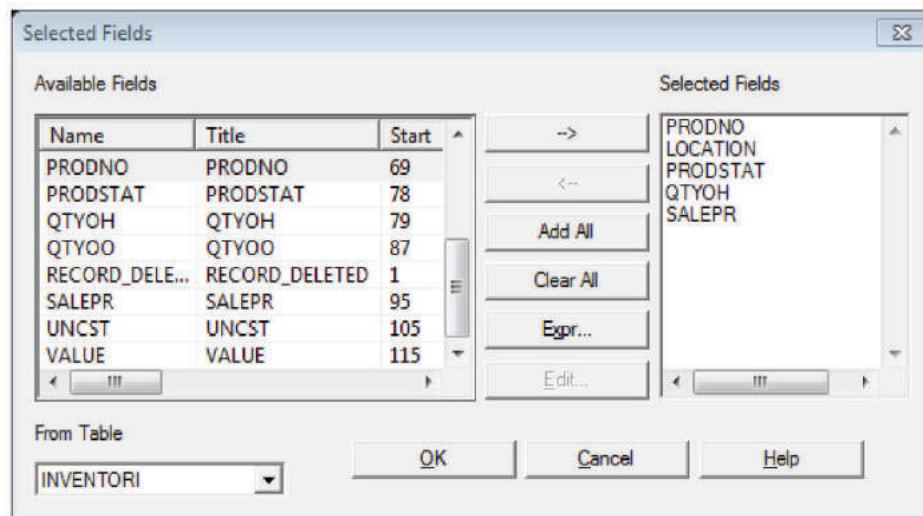 Selected Fields
Available Fields
Name Title Start
PRODNO PRODNO 69
PRODSTAT PRODSTAT 78
QTYOH QTYOH 79
QTYOO QTYOO 87
RECORD_DELE... RECORD_DELETED 1
SALEPR SALEPR 95
UNCST UNCST 105
VALUE VALUE 115
From Table
INVENTORI
-->
<--
Add All
Clear All
Expr...
Edit...
Selected Fields
PRODNO
LOCATION
PRODSTAT
QTYOH
SALEPR
OK
Cancel
Help